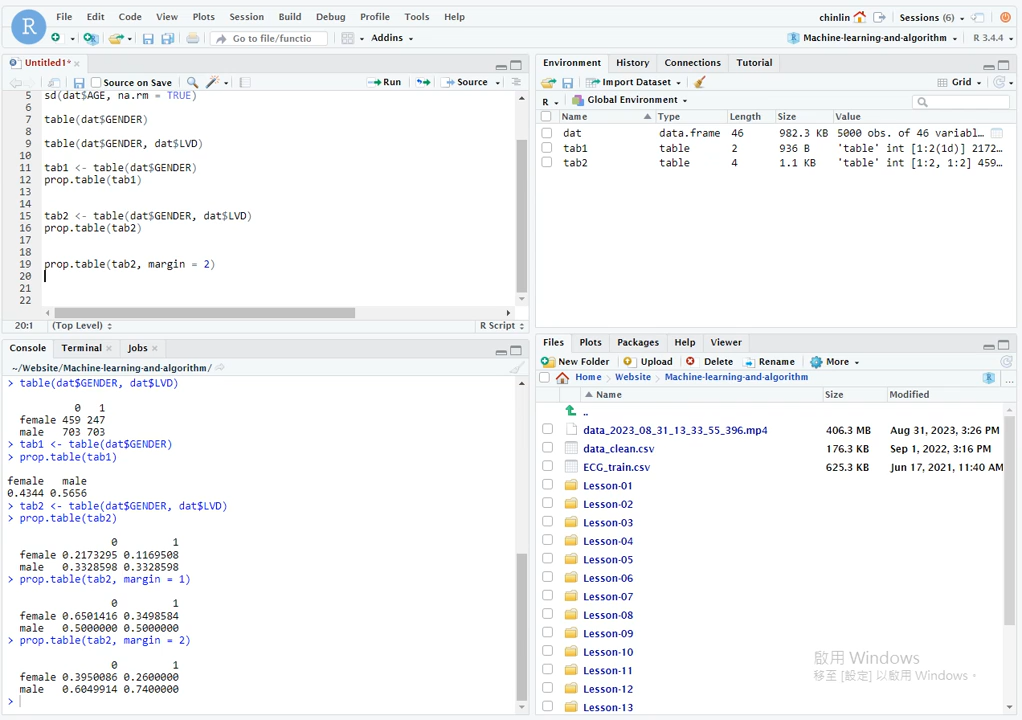 R
File Edit Code View Plots Session Build Debug Profile Tools Help
chinlin Sessions (6)
Go to file/functio Addins
Machine-learning-and-algorithm R 3.4.4
Untitled1*
Source on Save Run Source
5 sd(dat$AGE, na.rm = TRUE)
6
7 table(dat$GENDER)
8
9 table(dat$GENDER, dat$LVD)
10
11 tab1 <- table(dat$GENDER)
12 prop.table(tab1)
13
14
15 tab2 <- table(dat$GENDER, dat$LVD)
16 prop.table(tab2)
17
18
19 prop.table(tab2, margin = 2)
20
21
22
20:1 (Top Level) R Script
Console Terminal Jobs
~/Website/Machine-learning-and-algorithm/
> table(dat$GENDER, dat$LVD)
0 1
female 459 247
male 703 703
> tab1 <- table(dat$GENDER)
> prop.table(tab1)
female male
0.4344 0.5656
> tab2 <- table(dat$GENDER, dat$LVD)
> prop.table(tab2)
0 1
female 0.2173295 0.1169508
male 0.3328598 0.3328598
> prop.table(tab2, margin = 1)
0 1
female 0.6501416 0.3498584
male 0.5000000 0.5000000
> prop.table(tab2, margin = 2)
0 1
female 0.3950086 0.2600000
male 0.6049914 0.7400000
>
Environment History Connections Tutorial
Import Dataset Grid
R Global Environment
Name Type Length Size Value
dat data.frame 46 982.3 KB 5000 obs. of 46 variabl…
tab1 table 2 936 B 'table' int [1:2(1d)] 2172…
tab2 table 4 1.1 KB 'table' int [1:2, 1:2] 459…
Files Plots Packages Help Viewer
New Folder Upload Delete Rename More
Home Website Machine-learning-and-algorithm ...
Name Size Modified
..
data_2023_08_31_13_33_55_396.mp4 406.3 MB Aug 31, 2023, 3:26 PM
data_clean.csv 176.3 KB Sep 1, 2022, 3:16 PM
ECG_train.csv 625.3 KB Jun 17, 2021, 11:40 AM
Lesson-01
Lesson-02
Lesson-03
Lesson-04
Lesson-05
Lesson-06
Lesson-07
Lesson-08
Lesson-09
Lesson-10
Lesson-11
Lesson-12
Lesson-13
啟用 Windows
移至 [設定] 以啟用 Windows。